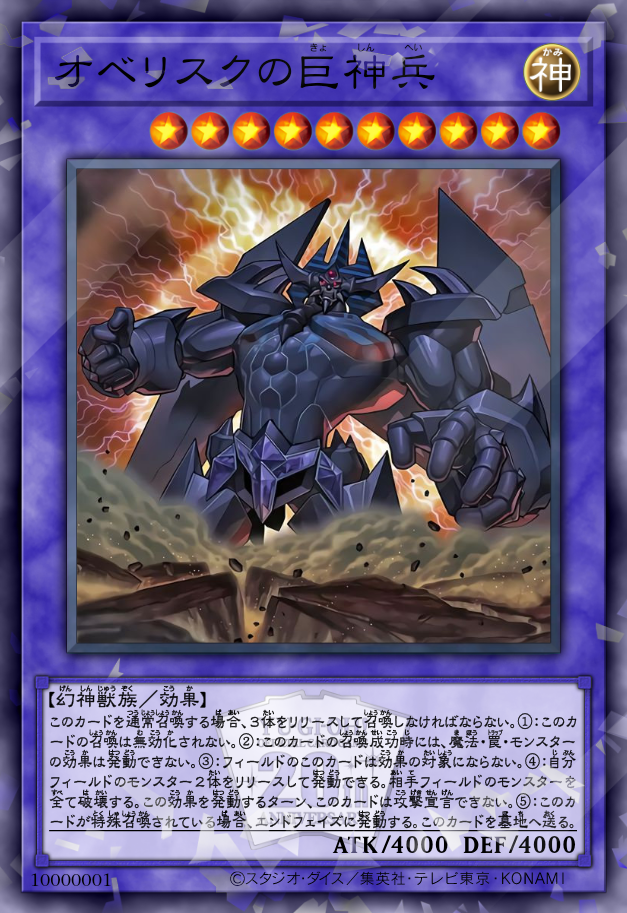 オベリスクの巨神兵
きょ しん へい
神
かみ
【幻神獣族／効果】
このカードを通常召喚する場合、3体をリリースして召喚しなければならない。①:このカ
ードの召喚は無効化されない。②:このカードの召喚成功時には、魔法・罠・モンスター
の効果は発動できない。③:フィールドのこのカードは効果の対象にならない。④:自分
フィールドのモンスター2体をリリースして発動できる。相手フィールドのモンスターを
全て破壊する。この効果を発動するターン、このカードは攻撃宣言できない。⑤:このカ
ードが特殊召喚されている場合、エンドフェイズに発動する。このカードを墓地へ送る。
ATK/4000 DEF/4000
10000001
©スタジオ・ダイス／集英社・テレビ東京・KONAMI